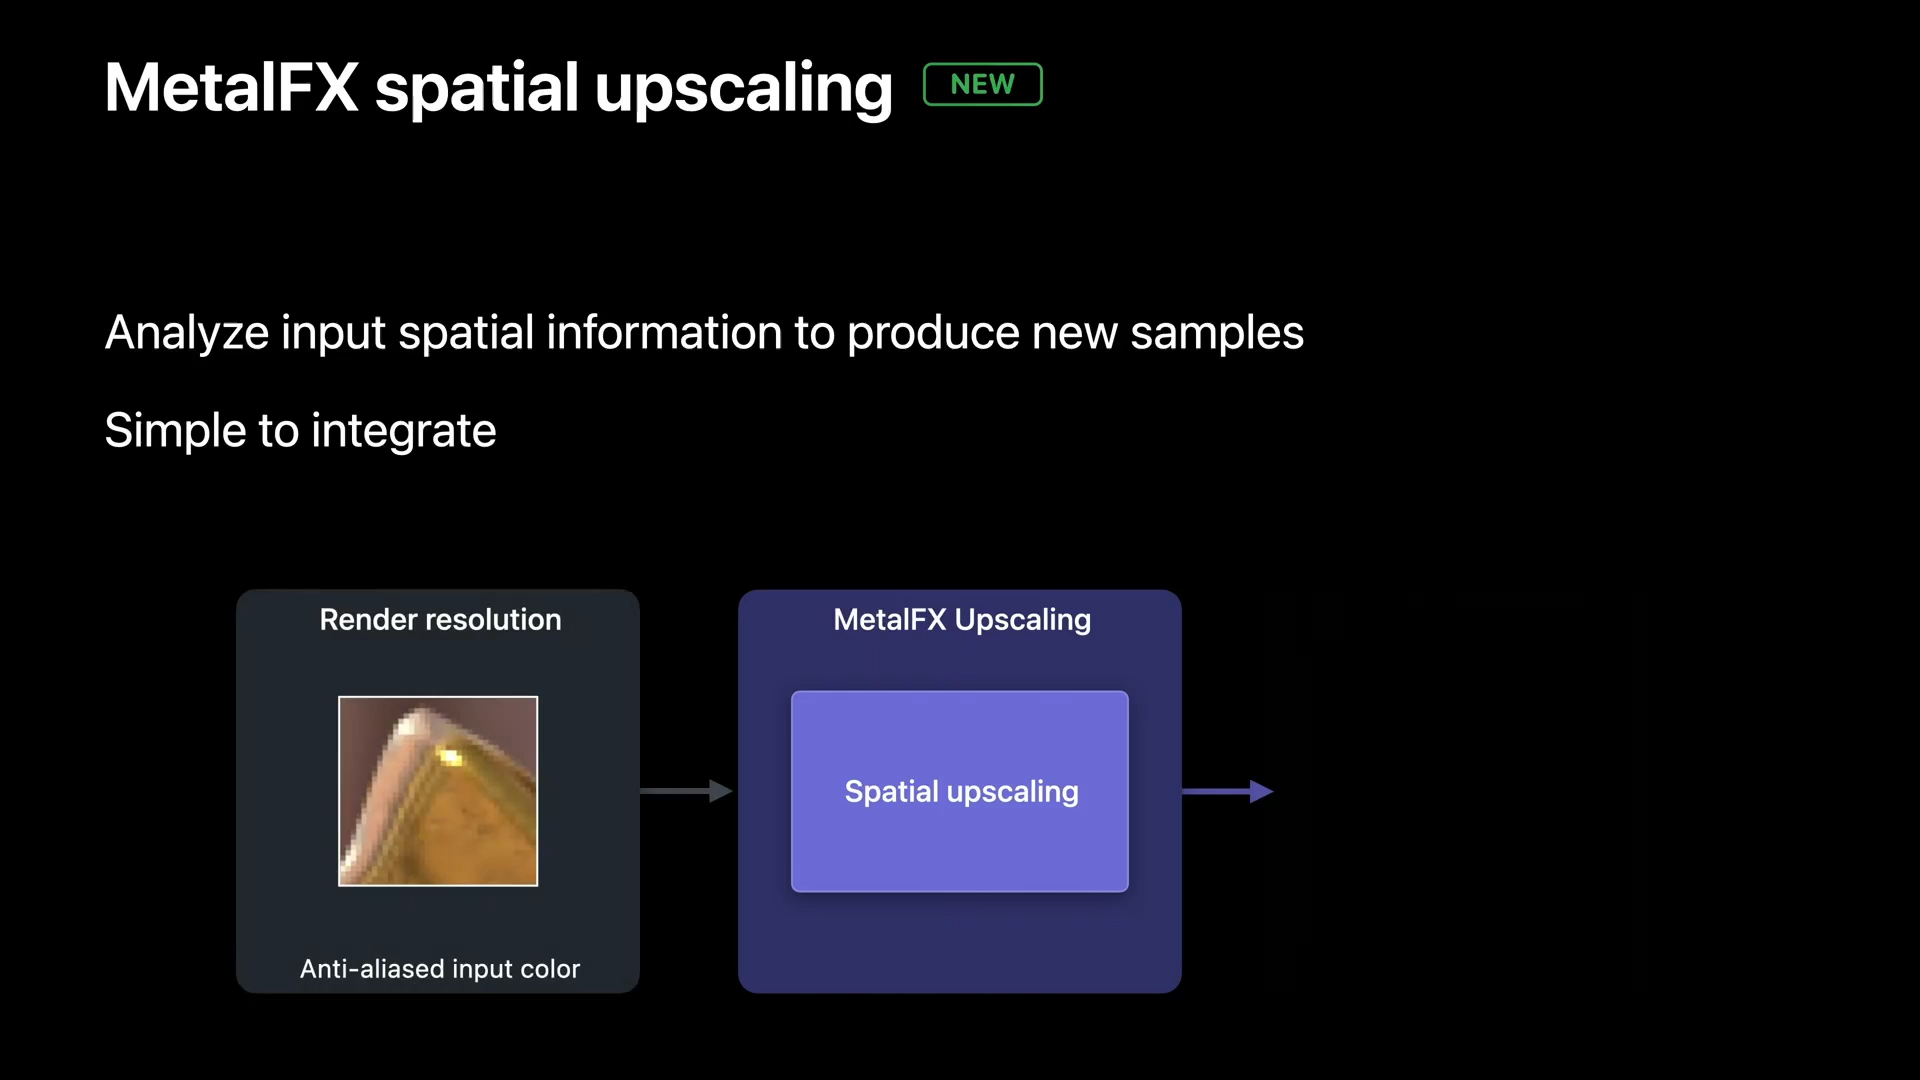 MetalFX spatial upscaling NEW
Analyze input spatial information to produce new samples
Simple to integrate
Render resolution
Anti-aliased input color
MetalFX Upscaling
Spatial upscaling